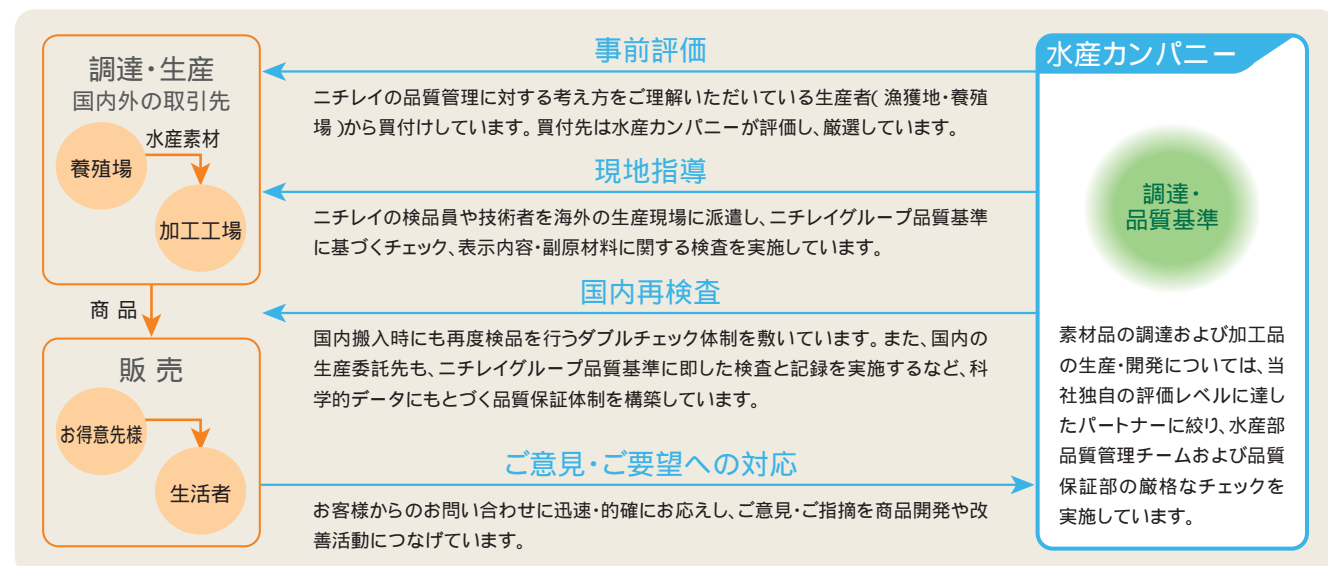 調達・生産
国内外の取引先
水産素材
養殖場
加工工場
商 品
販 売
お得意先様
生活者
事前評価
ニチレイの品質管理に対する考え方をご理解いただいている生産者( 漁獲地・養殖
場 )から買付けしています。買付先は水産カンパニーが評価し、厳選しています。
現地指導
ニチレイの検品員や技術者を海外の生産現場に派遣し、ニチレイグループ品質基準
に基づくチェック、表示内容・副原材料に関する検査を実施しています。
国内再検査
国内搬入時にも再度検品を行うダブルチェック体制を敷いています。また、国内の
生産委託先も、ニチレイグループ品質基準に即した検査と記録を実施するなど、科
学的データにもとづく品質保証体制を構築しています。
ご意見・ご要望への対応
お客様からのお問い合わせに迅速・的確にお応えし、ご意見・ご指摘を商品開発や改
善活動につなげています。
水産カンパニー
調達・
品質基準
素材品の調達および加工品
の生産・開発については、当
社独自の評価レベルに達し
たパートナーに絞り、水産部
品質管理チームおよび品質
保証部の厳格なチェックを
実施しています。